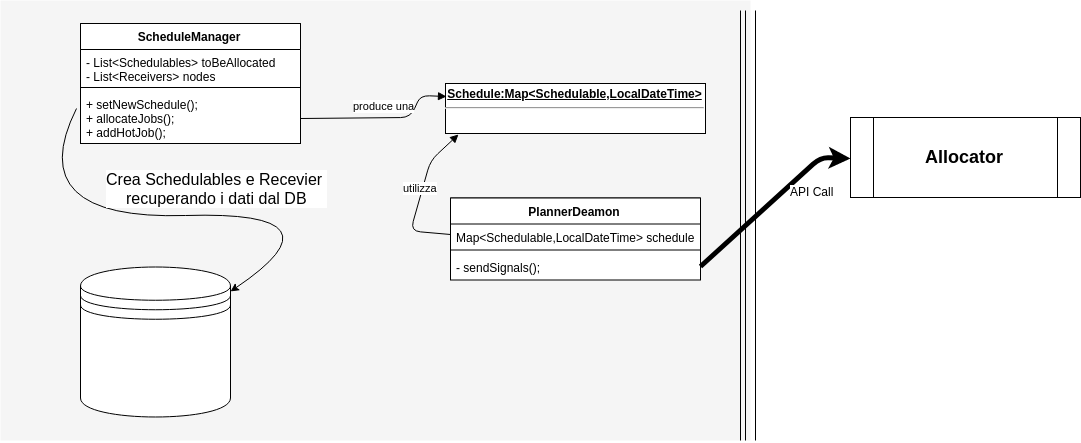 ScheduleManager
- List<Schedulables> toBeAllocated
- List<Receivers> nodes
+ setNewSchedule();
+ allocateJobs();
+ addHotJob();
produce una
Schedule:Map<Schedulable,LocalDateTime>
Crea Schedulables e Recevier
recuperando i dati dal DB
utilizza
PlannerDeamon
Map<Schedulable,LocalDateTime> schedule
- sendSignals();
API Call
Allocator